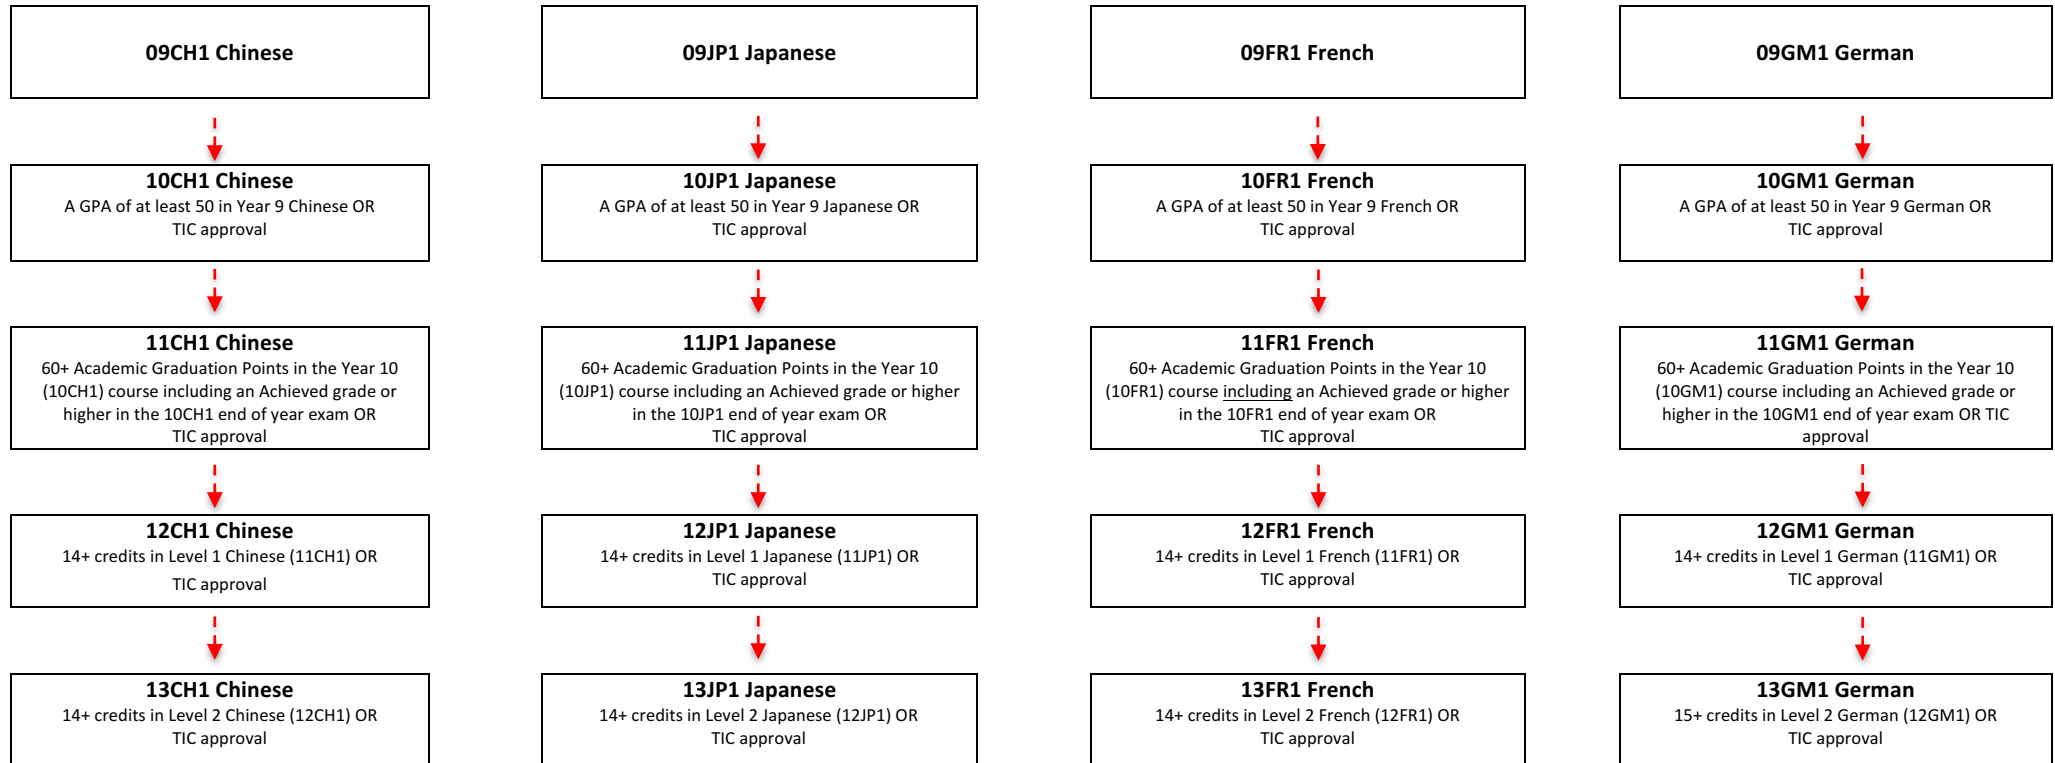 09CH1 Chinese
09JP1 Japanese
09FR1 French
09GM1 German
10CH1 Chinese
A GPA of at least 50 in Year 9 Chinese OR
TIC approval
10JP1 Japanese
A GPA of at least 50 in Year 9 Japanese OR
TIC approval
10FR1 French
A GPA of at least 50 in Year 9 French OR
TIC approval
10GM1 German
A GPA of at least 50 in Year 9 German OR
TIC approval
11CH1 Chinese
60+ Academic Graduation Points in the Year 10
(10CH1) course including an Achieved grade or
higher in the 10CH1 end of year exam OR
TIC approval
11JP1 Japanese
60+ Academic Graduation Points in the Year 10
(10JP1) course including an Achieved grade or higher
in the 10JP1 end of year exam OR
TIC approval
11FR1 French
60+ Academic Graduation Points in the Year 10
(10FR1) course including an Achieved grade or higher
in the 10FR1 end of year exam OR
TIC approval
11GM1 German
60+ Academic Graduation Points in the Year 10
(10GM1) course including an Achieved grade or
higher in the 10GM1 end of year exam OR TIC
approval
12CH1 Chinese
14+ credits in Level 1 Chinese (11CH1) OR
TIC approval
12JP1 Japanese
14+ credits in Level 1 Japanese (11JP1) OR
TIC approval
12FR1 French
14+ credits in Level 1 French (11FR1) OR
TIC approval
12GM1 German
14+ credits in Level 1 German (11GM1) OR
TIC approval
13CH1 Chinese
14+ credits in Level 2 Chinese (12CH1) OR
TIC approval
13JP1 Japanese
14+ credits in Level 2 Japanese (12JP1) OR
TIC approval
13FR1 French
14+ credits in Level 2 French (12FR1) OR
TIC approval
13GM1 German
15+ credits in Level 2 German (12GM1) OR
TIC approval